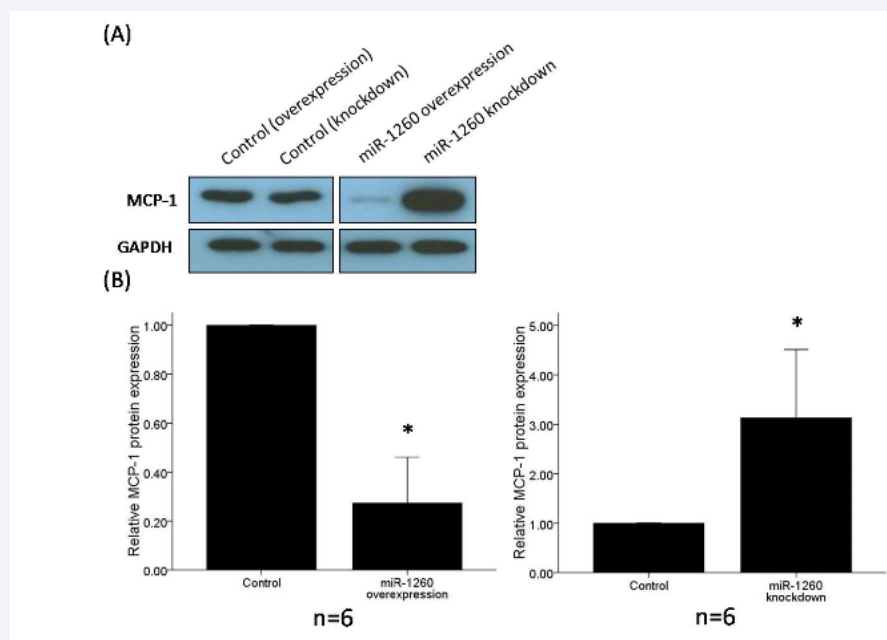 (A)
Control (overexpression)
Control (knockdown)
miR-1260 overexpression
miR-1260 knockdown
MCP-1
GAPDH
(B)
Relative MCP-1 protein expression
1.00
0.80
0.60
0.40
0.20
0.00
*
Control
miR-1260
overexpression
n=6
Relative MCP-1 protein expression
5.00
4.00
3.00
2.00
1.00
0.00
*
Control
miR-1260
knockdown
n=6